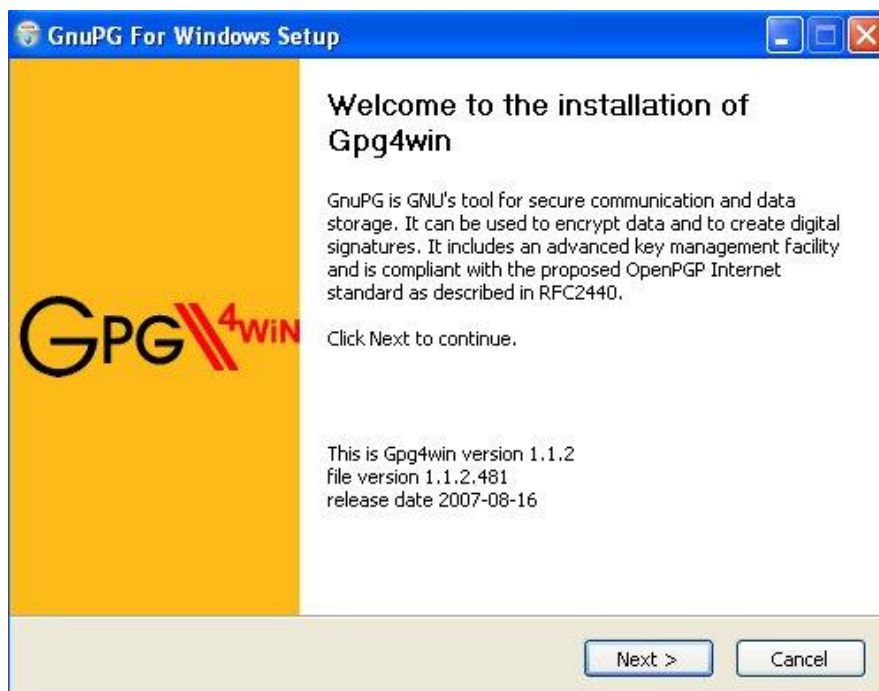 GnuPG For Windows Setup
Welcome to the installation of
Gpg4win
GnuPG is GNU's tool for secure communication and data
storage. It can be used to encrypt data and to create digital
signatures. It includes an advanced key management facility
and is compliant with the proposed OpenPGP Internet
standard as described in RFC2440.
Click Next to continue.
GPG4WiN
This is Gpg4win version 1.1.2
file version 1.1.2.481
release date 2007-08-16
Next >
Cancel